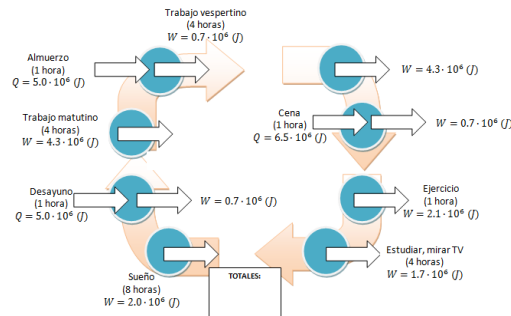 Trabajo vespertino
(4 horas)
W = 0.7 · 10⁶ (J)
Almuerzo
(1 hora)
Q = 5.0 · 10⁶ (J)
W = 4.3 · 10⁶ (J)
Trabajo matutino
(4 horas)
W = 4.3 · 10⁶ (J)
Cena
(1 hora)
Q = 6.5 · 10⁶ (J)
W = 0.7 · 10⁶ (J)
Desayuno
(1 hora)
Q = 5.0 · 10⁶ (J)
W = 0.7 · 10⁶ (J)
Ejercicio
(1 hora)
W = 2.1 · 10⁶ (J)
Estudiar, mirar TV
(4 horas)
W = 1.7 · 10⁶ (J)
Sueño
(8 horas)
W = 2.0 · 10⁶ (J)
TOTALES: